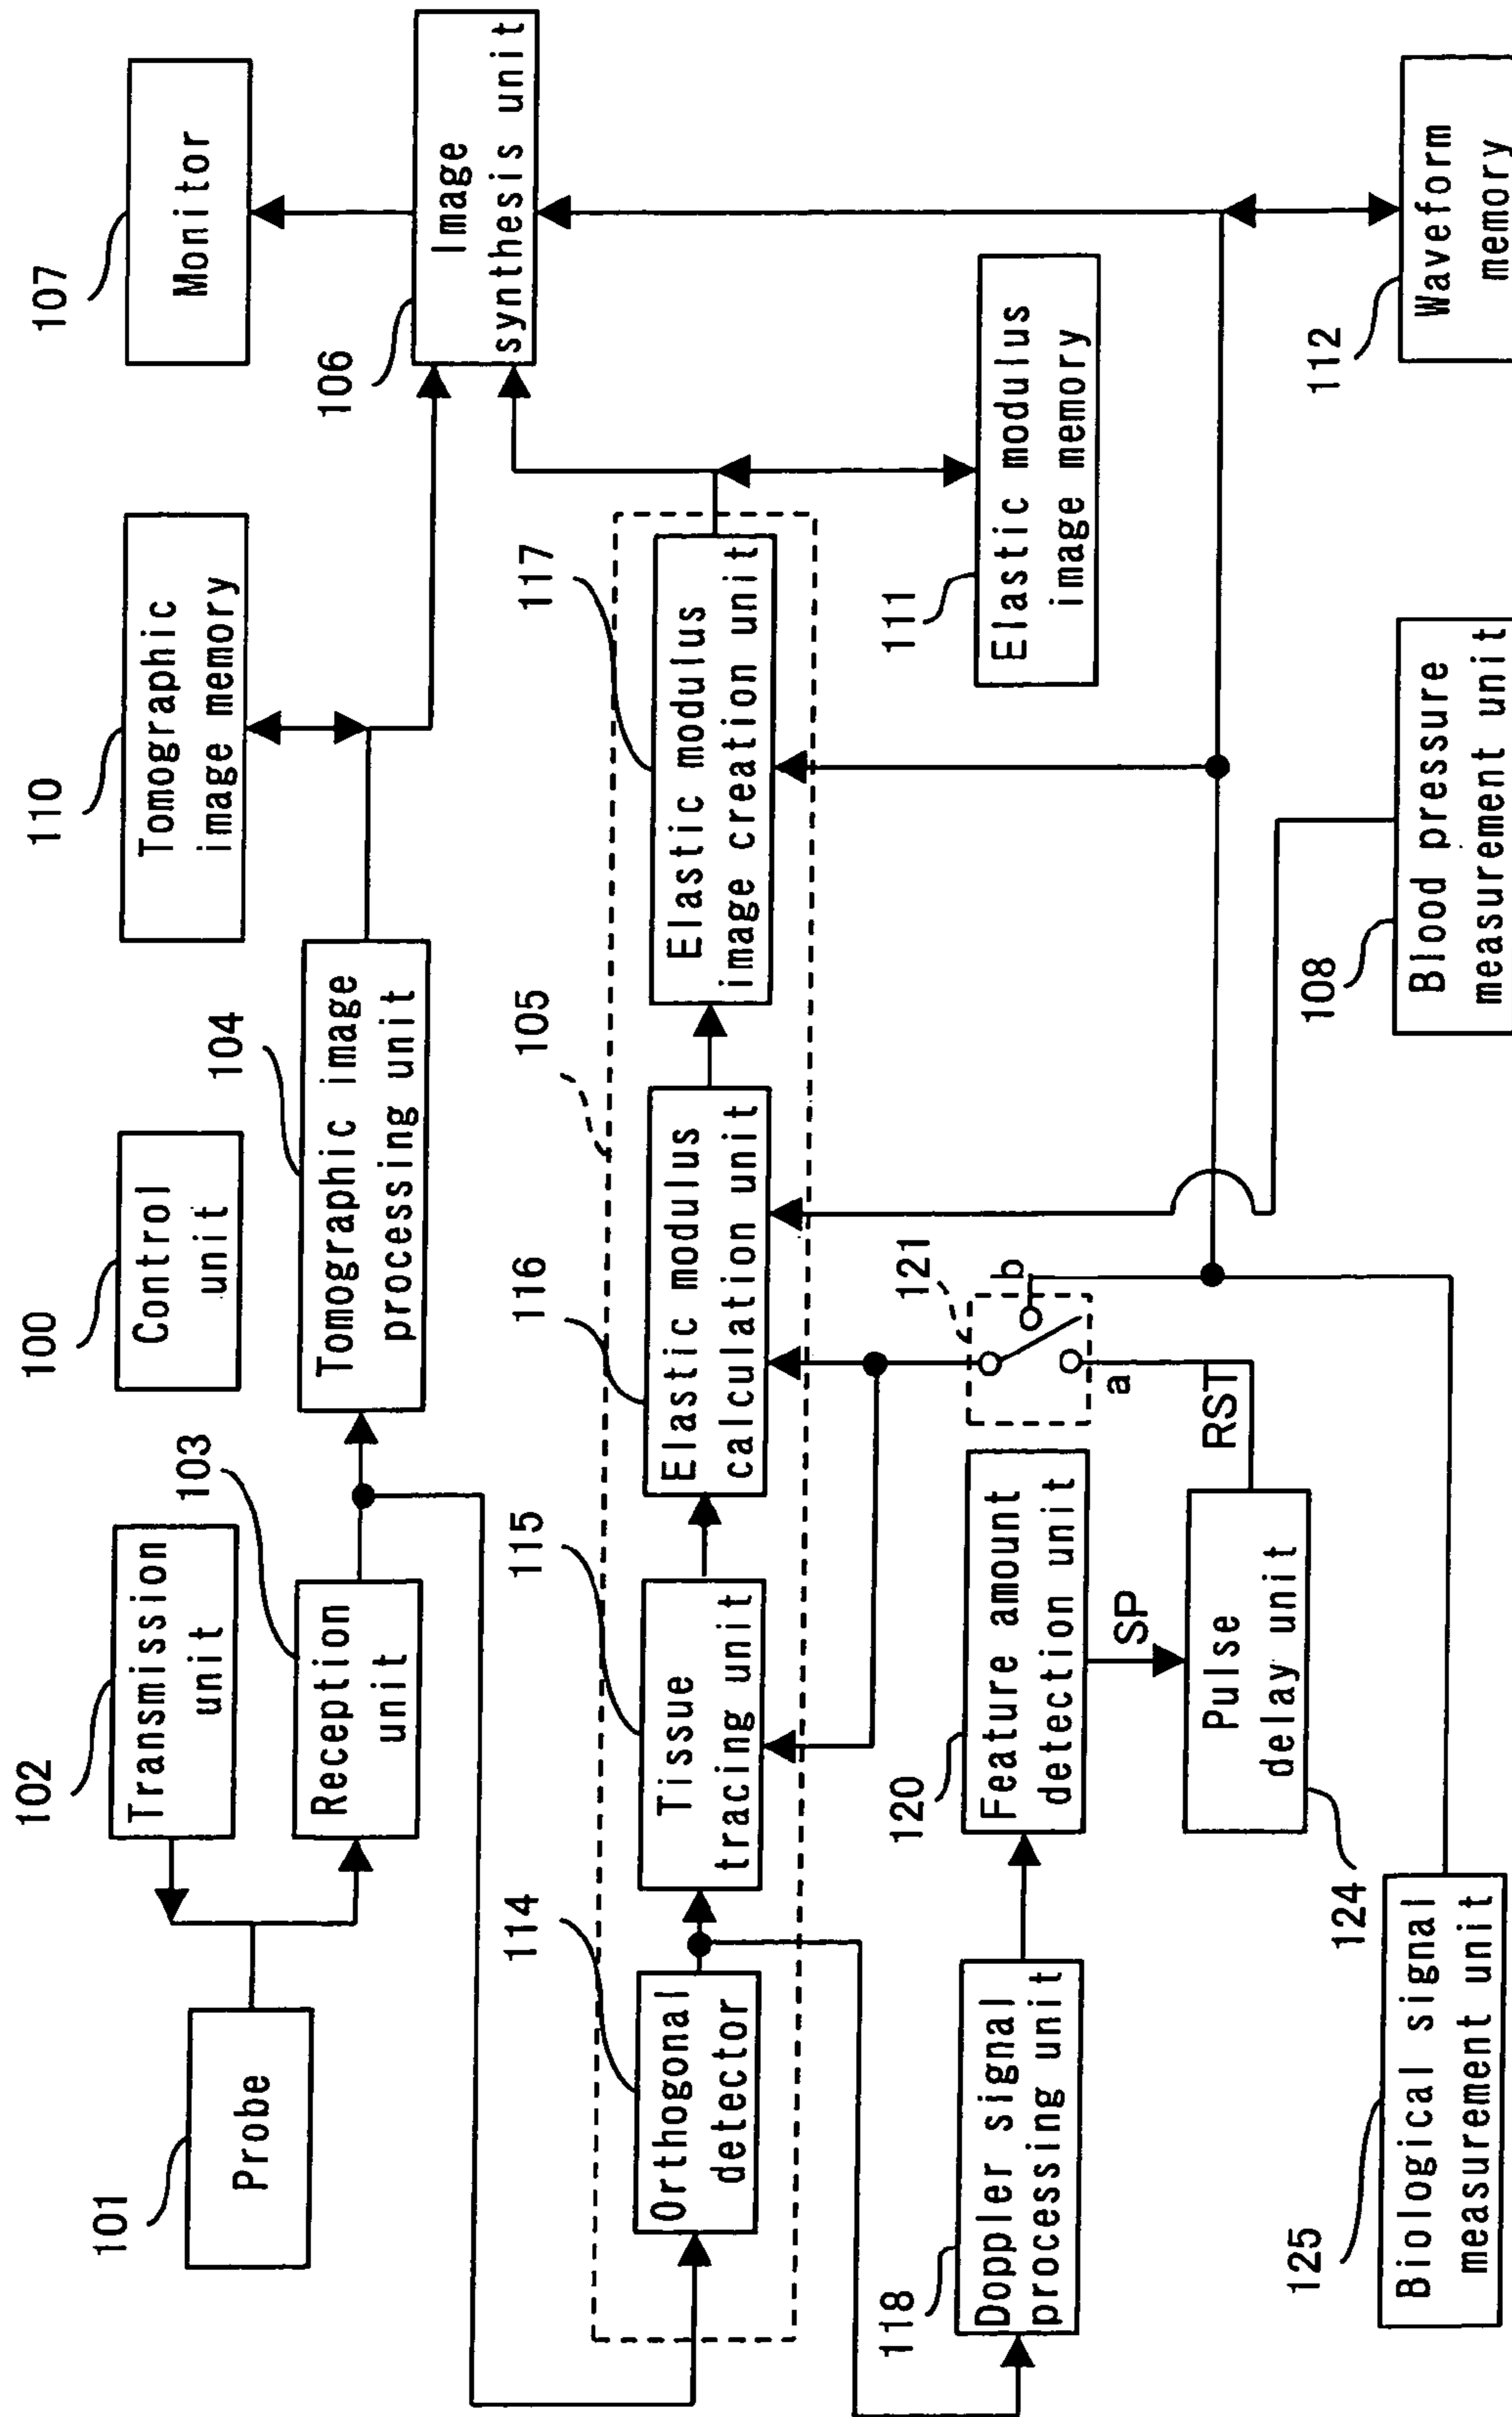 101
Probe
102
Transmission
unit
103
Reception
unit
100
Control
unit
104
Tomographic image
processing unit
110
Tomographic
image memory
107
Monitor
106
Image
synthesis unit
105
114
Orthogonal
detector
115
Tissue
tracing unit
116
Elastic modulus
calculation unit
117
Elastic modulus
image creation unit
111
Elastic modulus
image memory
118
Doppler signal
processing unit
120
Feature amount
detection unit
SP
124
Pulse
delay unit
RST
121
a
b
125
Biological signal
measurement unit
108
Blood pressure
measurement unit
112
Waveform
memory